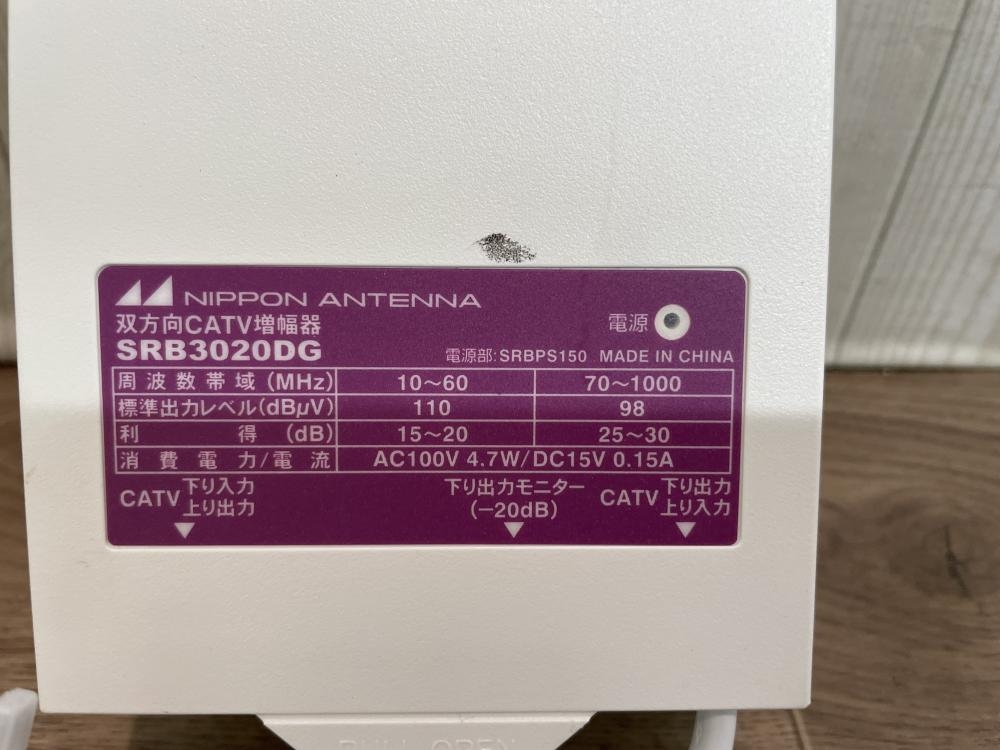 NIPPON ANTENNA
双方向CATV増幅器
SRB3020DG
電源
電源部:SRBPS150 MADE IN CHINA
周波数帯域(MHz) 10〜60 70〜1000
標準出力レベル(dBμV) 110 98
利得(dB) 15〜20 25〜30
消費電力/電流 AC100V 4.7W/DC15V 0.15A
CATV 下り入力
上り出力
下り出力モニター
(−20dB)
CATV 下り出力
上り入力
PULL OPEN